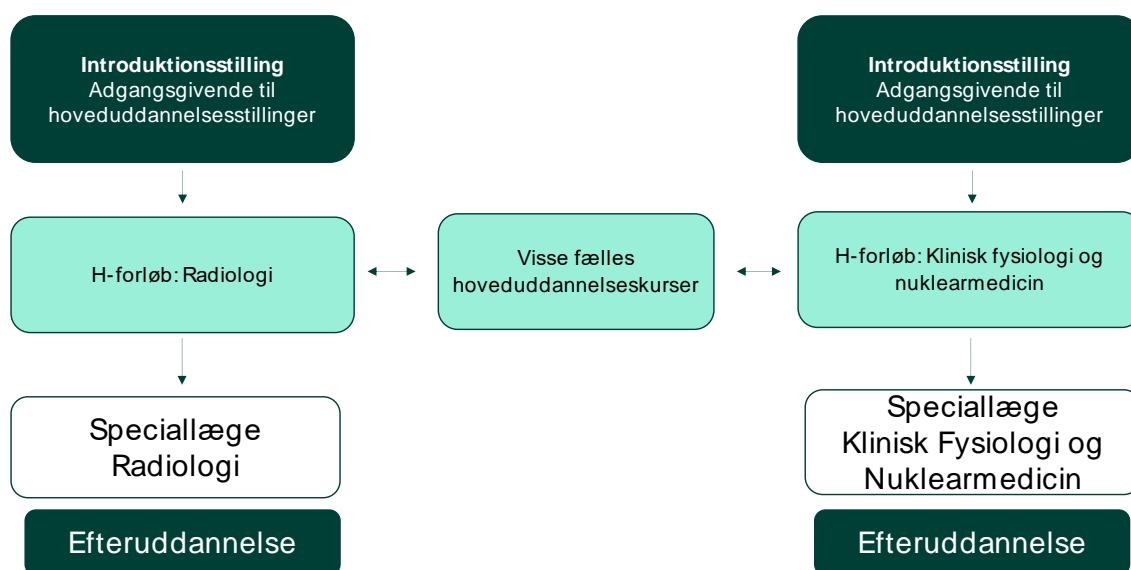 Introduktionsstilling
Adgangsgivende til
hoveduddannelsesstillinger
Introduktionsstilling
Adgangsgivende til
hoveduddannelsesstillinger
H-forløb: Radiologi
Visse fælles
hoveduddannelseskurser
H-forløb: Klinisk fysiologi og
nuklearmedicin
Speciallæge
Radiologi
Speciallæge
Klinisk Fysiologi og
Nuklearmedicin
Efteruddannelse
Efteruddannelse